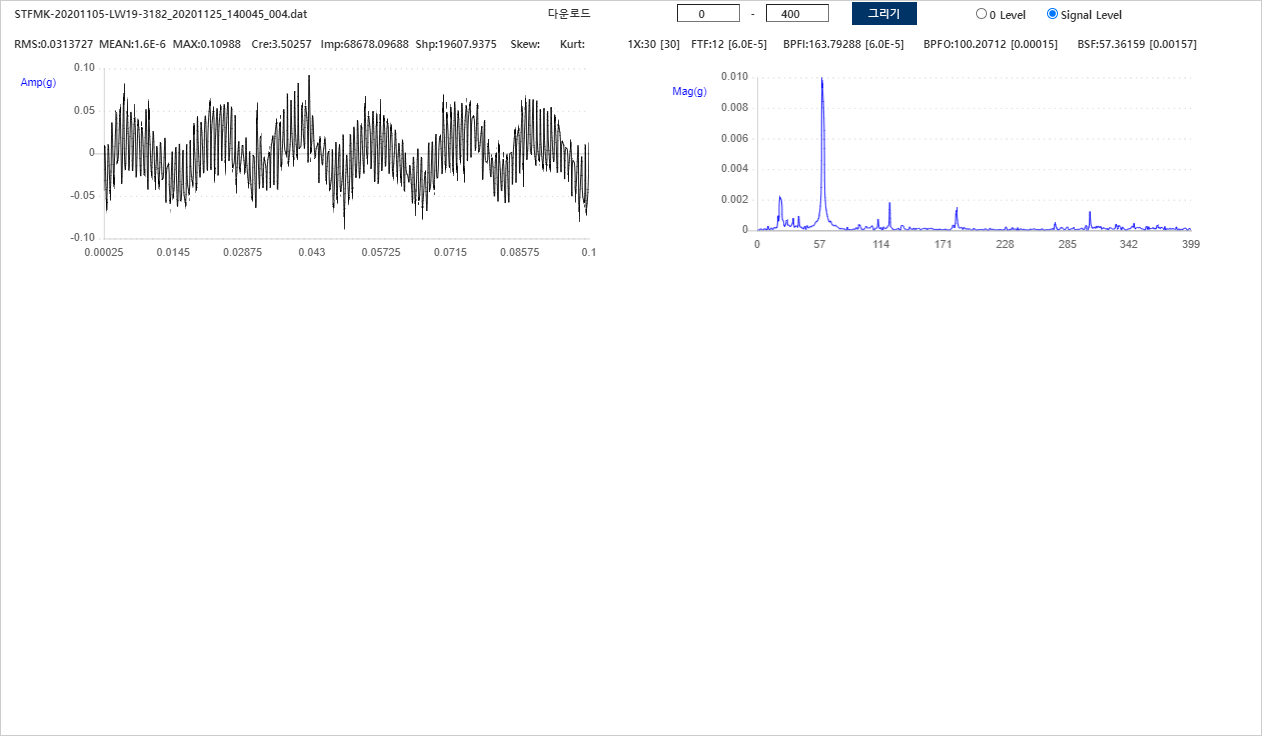 STFMK-20201105-LW19-3182_20201125_140045_004.dat 다운로드 0 - 400 그리기 0 Level Signal Level
RMS:0.0313727 MEAN:1.6E-6 MAX:0.10988 Cre:3.50257 Imp:68678.09688 Shp:19607.9375 Skew: Kurt: 1X:30 [30] FTF:12 [6.0E-5] BPFI:163.79288 [6.0E-5] BPFO:100.20712 [0.00015] BSF:57.36159 [0.00157]
Amp(g)
0.10
0.05
0
-0.05
-0.10
0.00025 0.0145 0.02875 0.043 0.05725 0.0715 0.08575 0.1
Mag(g)
0.010
0.008
0.006
0.004
0.002
0
0 57 114 171 228 285 342 399